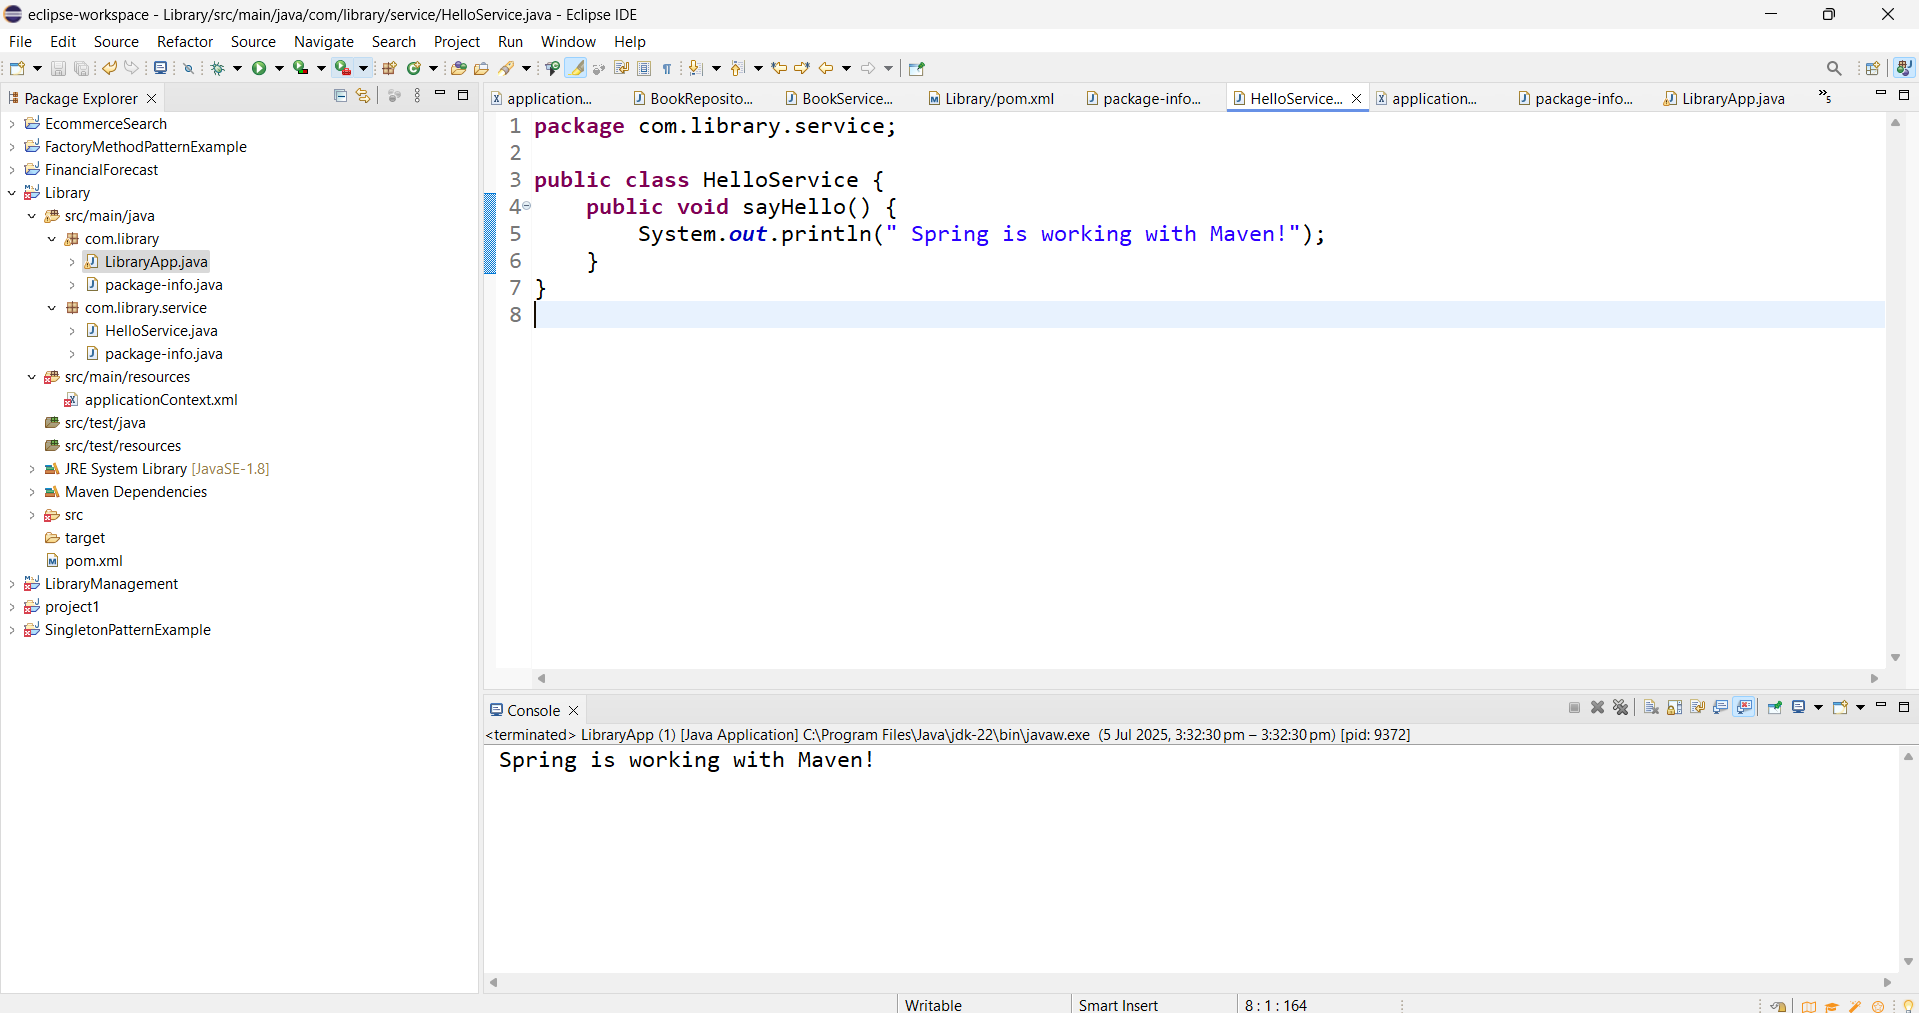 eclipse-workspace - Library/src/main/java/com/library/service/HelloService.java - Eclipse IDE
File Edit Source Refactor Source Navigate Search Project Run Window Help
Package Explorer
EcommerceSearch
FactoryMethodPatternExample
FinancialForecast
Library
src/main/java
com.library
LibraryApp.java
package-info.java
com.library.service
HelloService.java
package-info.java
src/main/resources
applicationContext.xml
src/test/java
src/test/resources
JRE System Library [JavaSE-1.8]
Maven Dependencies
src
target
pom.xml
LibraryManagement
project1
SingletonPatternExample
application... BookReposito... BookService... Library/pom.xml package-info... HelloService... application... package-info... LibraryApp.java »5
1 package com.library.service;
2
3 public class HelloService {
4 public void sayHello() {
5 System.out.println(" Spring is working with Maven!");
6 }
7 }
8
Console
<terminated> LibraryApp (1) [Java Application] C:\Program Files\Java\jdk-22\bin\javaw.exe (5 Jul 2025, 3:32:30 pm – 3:32:30 pm) [pid: 9372]
Spring is working with Maven!
Writable Smart Insert 8 : 1 : 164